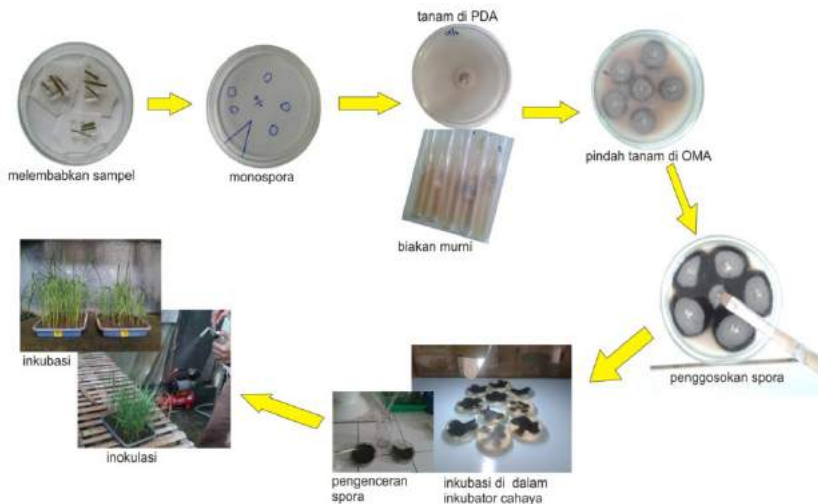 tanam di PDA
melembabkan sampel
monospora
pindah tanam di OMA
biakan murni
penggosokan spora
inkubasi di dalam
inkubator cahaya
pengenceran
spora
inokulasi
inkubasi